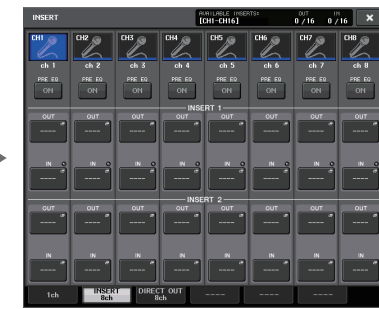 INSERT
AVAILABLE INSERTS:
[CH1-CH16]
OUT
0 /16
IN
0 /16
×
CH1 CH2 CH3 CH4 CH5 CH6 CH7 CH8
ch 1 ch 2 ch 3 ch 4 ch 5 ch 6 ch 7 ch 8
PRE EQ PRE EQ PRE EQ PRE EQ PRE EQ PRE EQ PRE EQ PRE EQ
ON ON ON ON ON ON ON ON
INSERT 1
OUT OUT OUT OUT OUT OUT OUT OUT
---- ---- ---- ---- ---- ---- ---- ----
IN IN IN IN IN IN IN IN
---- ---- ---- ---- ---- ---- ---- ----
INSERT 2
OUT OUT OUT OUT OUT OUT OUT OUT
---- ---- ---- ---- ---- ---- ---- ----
IN IN IN IN IN IN IN IN
---- ---- ---- ---- ---- ---- ---- ----
1ch
INSERT
8ch
DIRECT OUT
8ch
---- ---- ----